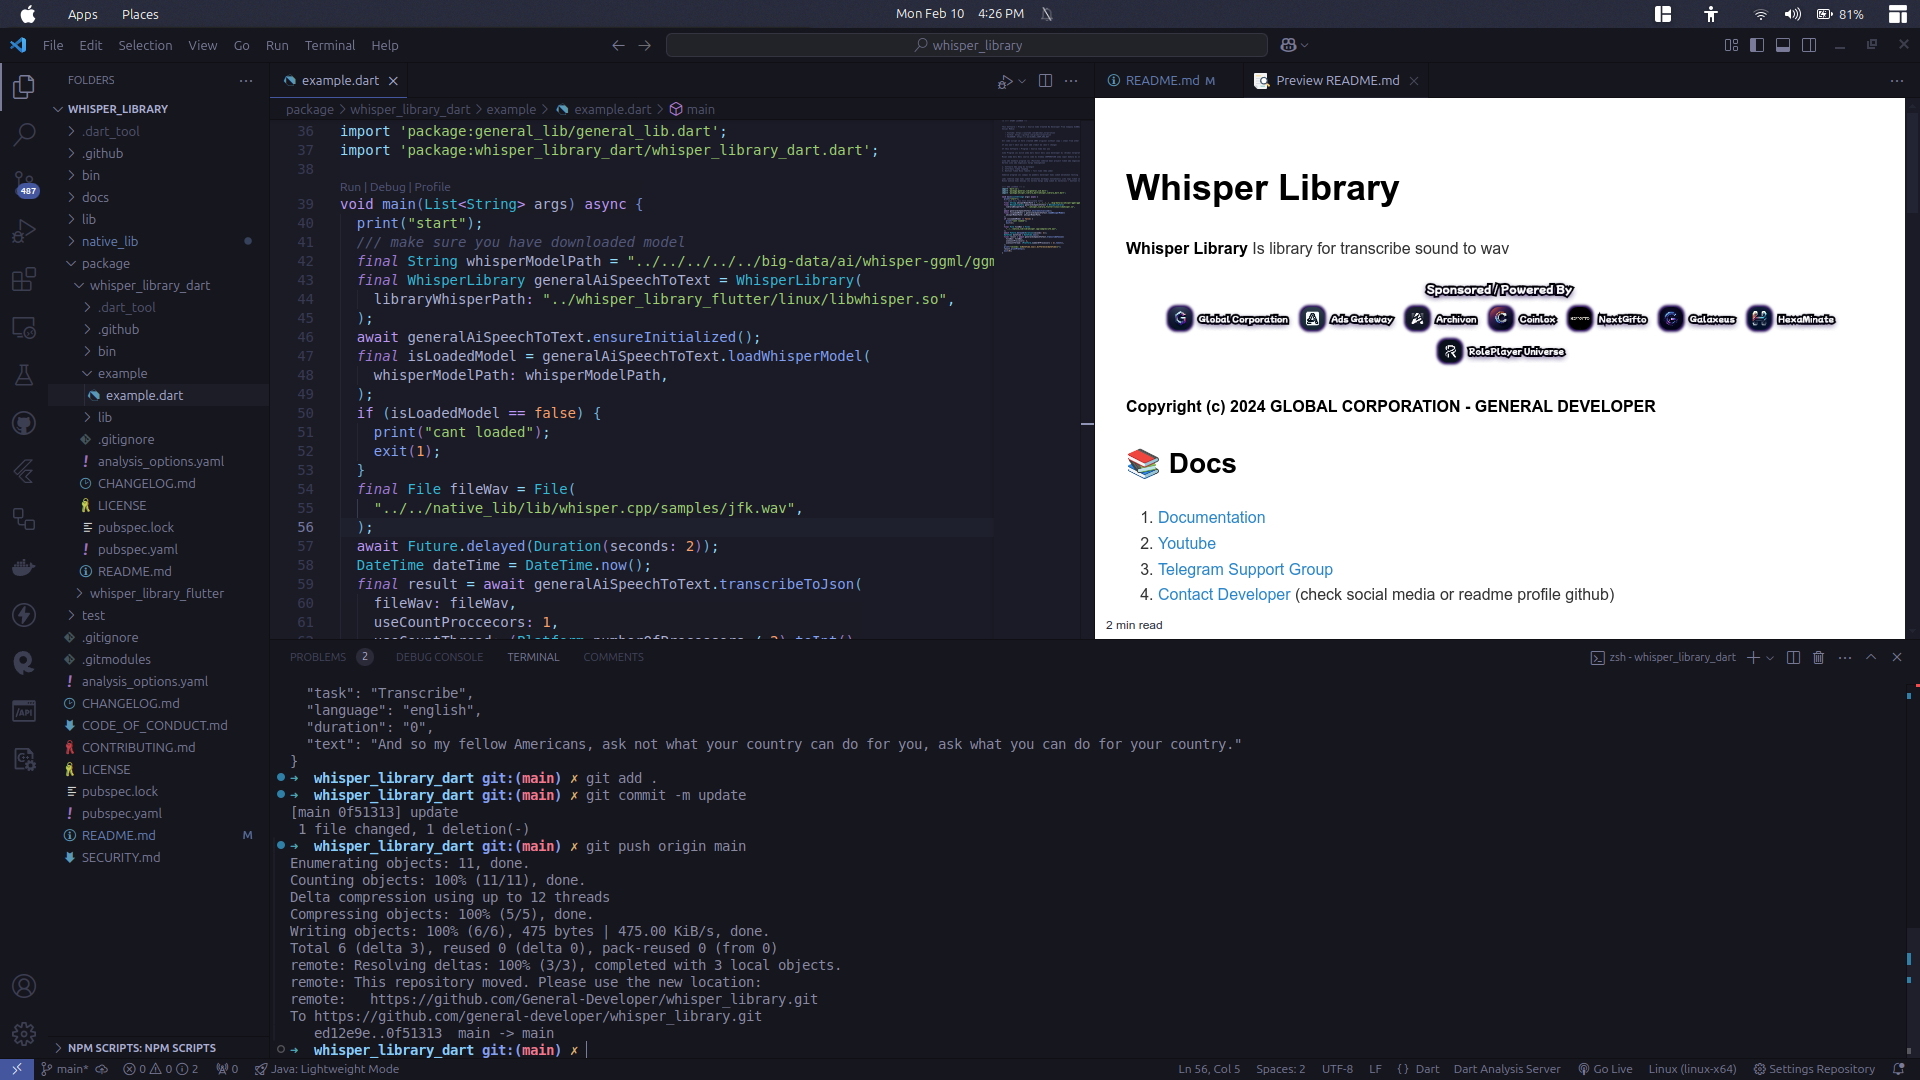 Apps Places
Mon Feb 10 4:26 PM
81%
File Edit Selection View Go Run Terminal Help
whisper_library
FOLDERS
WHISPER_LIBRARY
.dart_tool
.github
bin
docs
lib
native_lib
package
whisper_library_dart
.dart_tool
.github
bin
example
example.dart
lib
.gitignore
! analysis_options.yaml
CHANGELOG.md
LICENSE
pubspec.lock
! pubspec.yaml
README.md
whisper_library_flutter
test
.gitignore
.gitmodules
! analysis_options.yaml
CHANGELOG.md
CODE_OF_CONDUCT.md
CONTRIBUTING.md
LICENSE
pubspec.lock
! pubspec.yaml
README.md M
SECURITY.md
NPM SCRIPTS: NPM SCRIPTS
487
/API
example.dart
package > whisper_library_dart > example > example.dart > main
36 import 'package:general_lib/general_lib.dart';
37 import 'package:whisper_library_dart/whisper_library_dart.dart';
38
Run | Debug | Profile
39 void main(List<String> args) async {
40 print("start");
41 /// make sure you have downloaded model
42 final String whisperModelPath = "../../../../../big-data/ai/whisper-ggml/ggm
43 final WhisperLibrary generalAiSpeechToText = WhisperLibrary(
44 libraryWhisperPath: "../whisper_library_flutter/linux/libwhisper.so",
45 );
46 await generalAiSpeechToText.ensureInitialized();
47 final isLoadedModel = generalAiSpeechToText.loadWhisperModel(
48 whisperModelPath: whisperModelPath,
49 );
50 if (isLoadedModel == false) {
51 print("cant loaded");
52 exit(1);
53 }
54 final File fileWav = File(
55 "../../native_lib/lib/whisper.cpp/samples/jfk.wav",
56 );
57 await Future.delayed(Duration(seconds: 2));
58 DateTime dateTime = DateTime.now();
59 final result = await generalAiSpeechToText.transcribeToJson(
60 fileWav: fileWav,
61 useCountProccecors: 1,
README.md M
Preview README.md
Whisper Library
Whisper Library Is library for transcribe sound to wav
Sponsored / Powered By
Global Corporation Ads Gateway Archivon Coinlox NextGifto Galaxeus HexaMinate
RolePlayer Universe
Copyright (c) 2024 GLOBAL CORPORATION - GENERAL DEVELOPER
📚 Docs
1. Documentation
2. Youtube
3. Telegram Support Group
4. Contact Developer (check social media or readme profile github)
2 min read
PROBLEMS 2 DEBUG CONSOLE TERMINAL COMMENTS
zsh - whisper_library_dart
"task": "Transcribe",
"language": "english",
"duration": "0",
"text": "And so my fellow Americans, ask not what your country can do for you, ask what you can do for your country."
}
→ whisper_library_dart git:(main) ✗ git add .
→ whisper_library_dart git:(main) ✗ git commit -m update
[main 0f51313] update
1 file changed, 1 deletion(-)
→ whisper_library_dart git:(main) ✗ git push origin main
Enumerating objects: 11, done.
Counting objects: 100% (11/11), done.
Delta compression using up to 12 threads
Compressing objects: 100% (5/5), done.
Writing objects: 100% (6/6), 475 bytes | 475.00 KiB/s, done.
Total 6 (delta 3), reused 0 (delta 0), pack-reused 0 (from 0)
remote: Resolving deltas: 100% (3/3), completed with 3 local objects.
remote: This repository moved. Please use the new location:
remote: https://github.com/General-Developer/whisper_library.git
To https://github.com/general-developer/whisper_library.git
ed12e9e..0f51313 main -> main
→ whisper_library_dart git:(main) ✗
main* 0 0 2 0 Java: Lightweight Mode
Ln 56, Col 5 Spaces: 2 UTF-8 LF {} Dart Dart Analysis Server Go Live Linux (linux-x64) Settings Repository